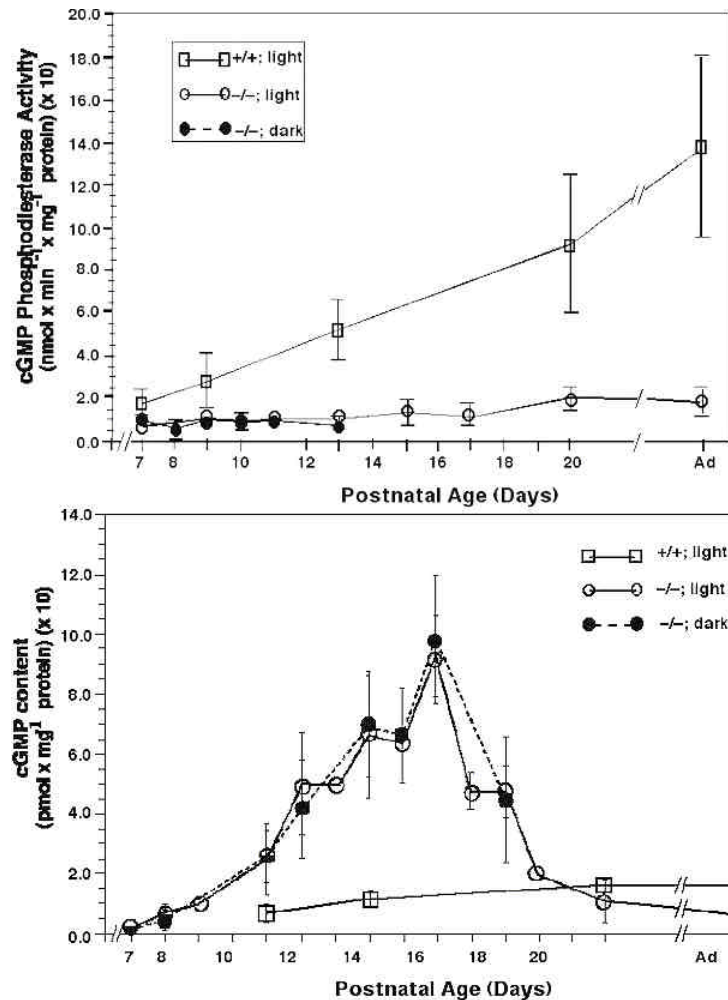 20.0
18.0
16.0
14.0
12.0
10.0
8.0
6.0
4.0
2.0
0.0
cGMP Phosphodiesterase Activity
(nmol x min⁻¹ x mg⁻¹ protein) (x 10)
+/+; light
−/−; light
−/−; dark
7 8 10 12 14 15 17 20 Ad
Postnatal Age (Days)
14.0
12.0
10.0
8.0
6.0
4.0
2.0
0.0
cGMP content
(pmol x mg⁻¹ protein) (x 10)
+/+; light
−/−; light
−/−; dark
7 8 12 14 16 18 20 Ad
Postnatal Age (Days)